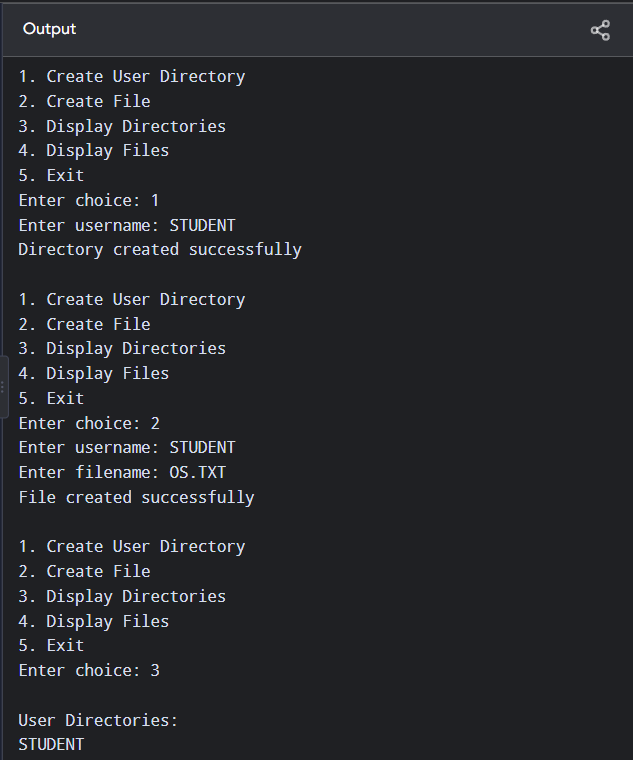 Output
1. Create User Directory
2. Create File
3. Display Directories
4. Display Files
5. Exit
Enter choice: 1
Enter username: STUDENT
Directory created successfully
1. Create User Directory
2. Create File
3. Display Directories
4. Display Files
5. Exit
Enter choice: 2
Enter username: STUDENT
Enter filename: OS.TXT
File created successfully
1. Create User Directory
2. Create File
3. Display Directories
4. Display Files
5. Exit
Enter choice: 3
User Directories:
STUDENT